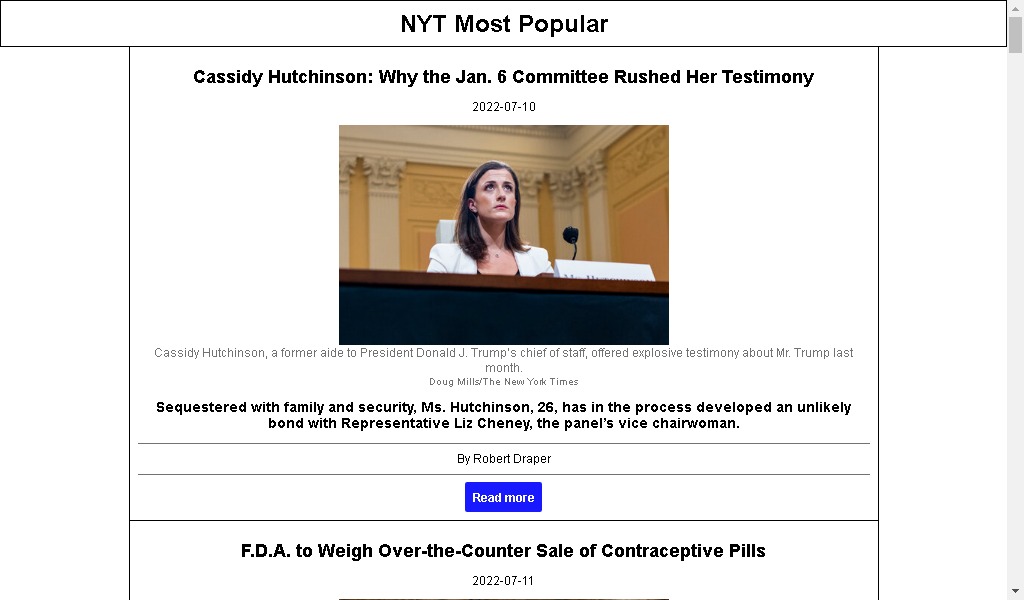 NYT Most Popular
Cassidy Hutchinson: Why the Jan. 6 Committee Rushed Her Testimony
2022-07-10
Cassidy Hutchinson, a former aide to President Donald J. Trump’s chief of staff, offered explosive testimony about Mr. Trump last
month.
Doug Mills/The New York Times
Sequestered with family and security, Ms. Hutchinson, 26, has in the process developed an unlikely
bond with Representative Liz Cheney, the panel’s vice chairwoman.
By Robert Draper
Read more
F.D.A. to Weigh Over-the-Counter Sale of Contraceptive Pills
2022-07-11